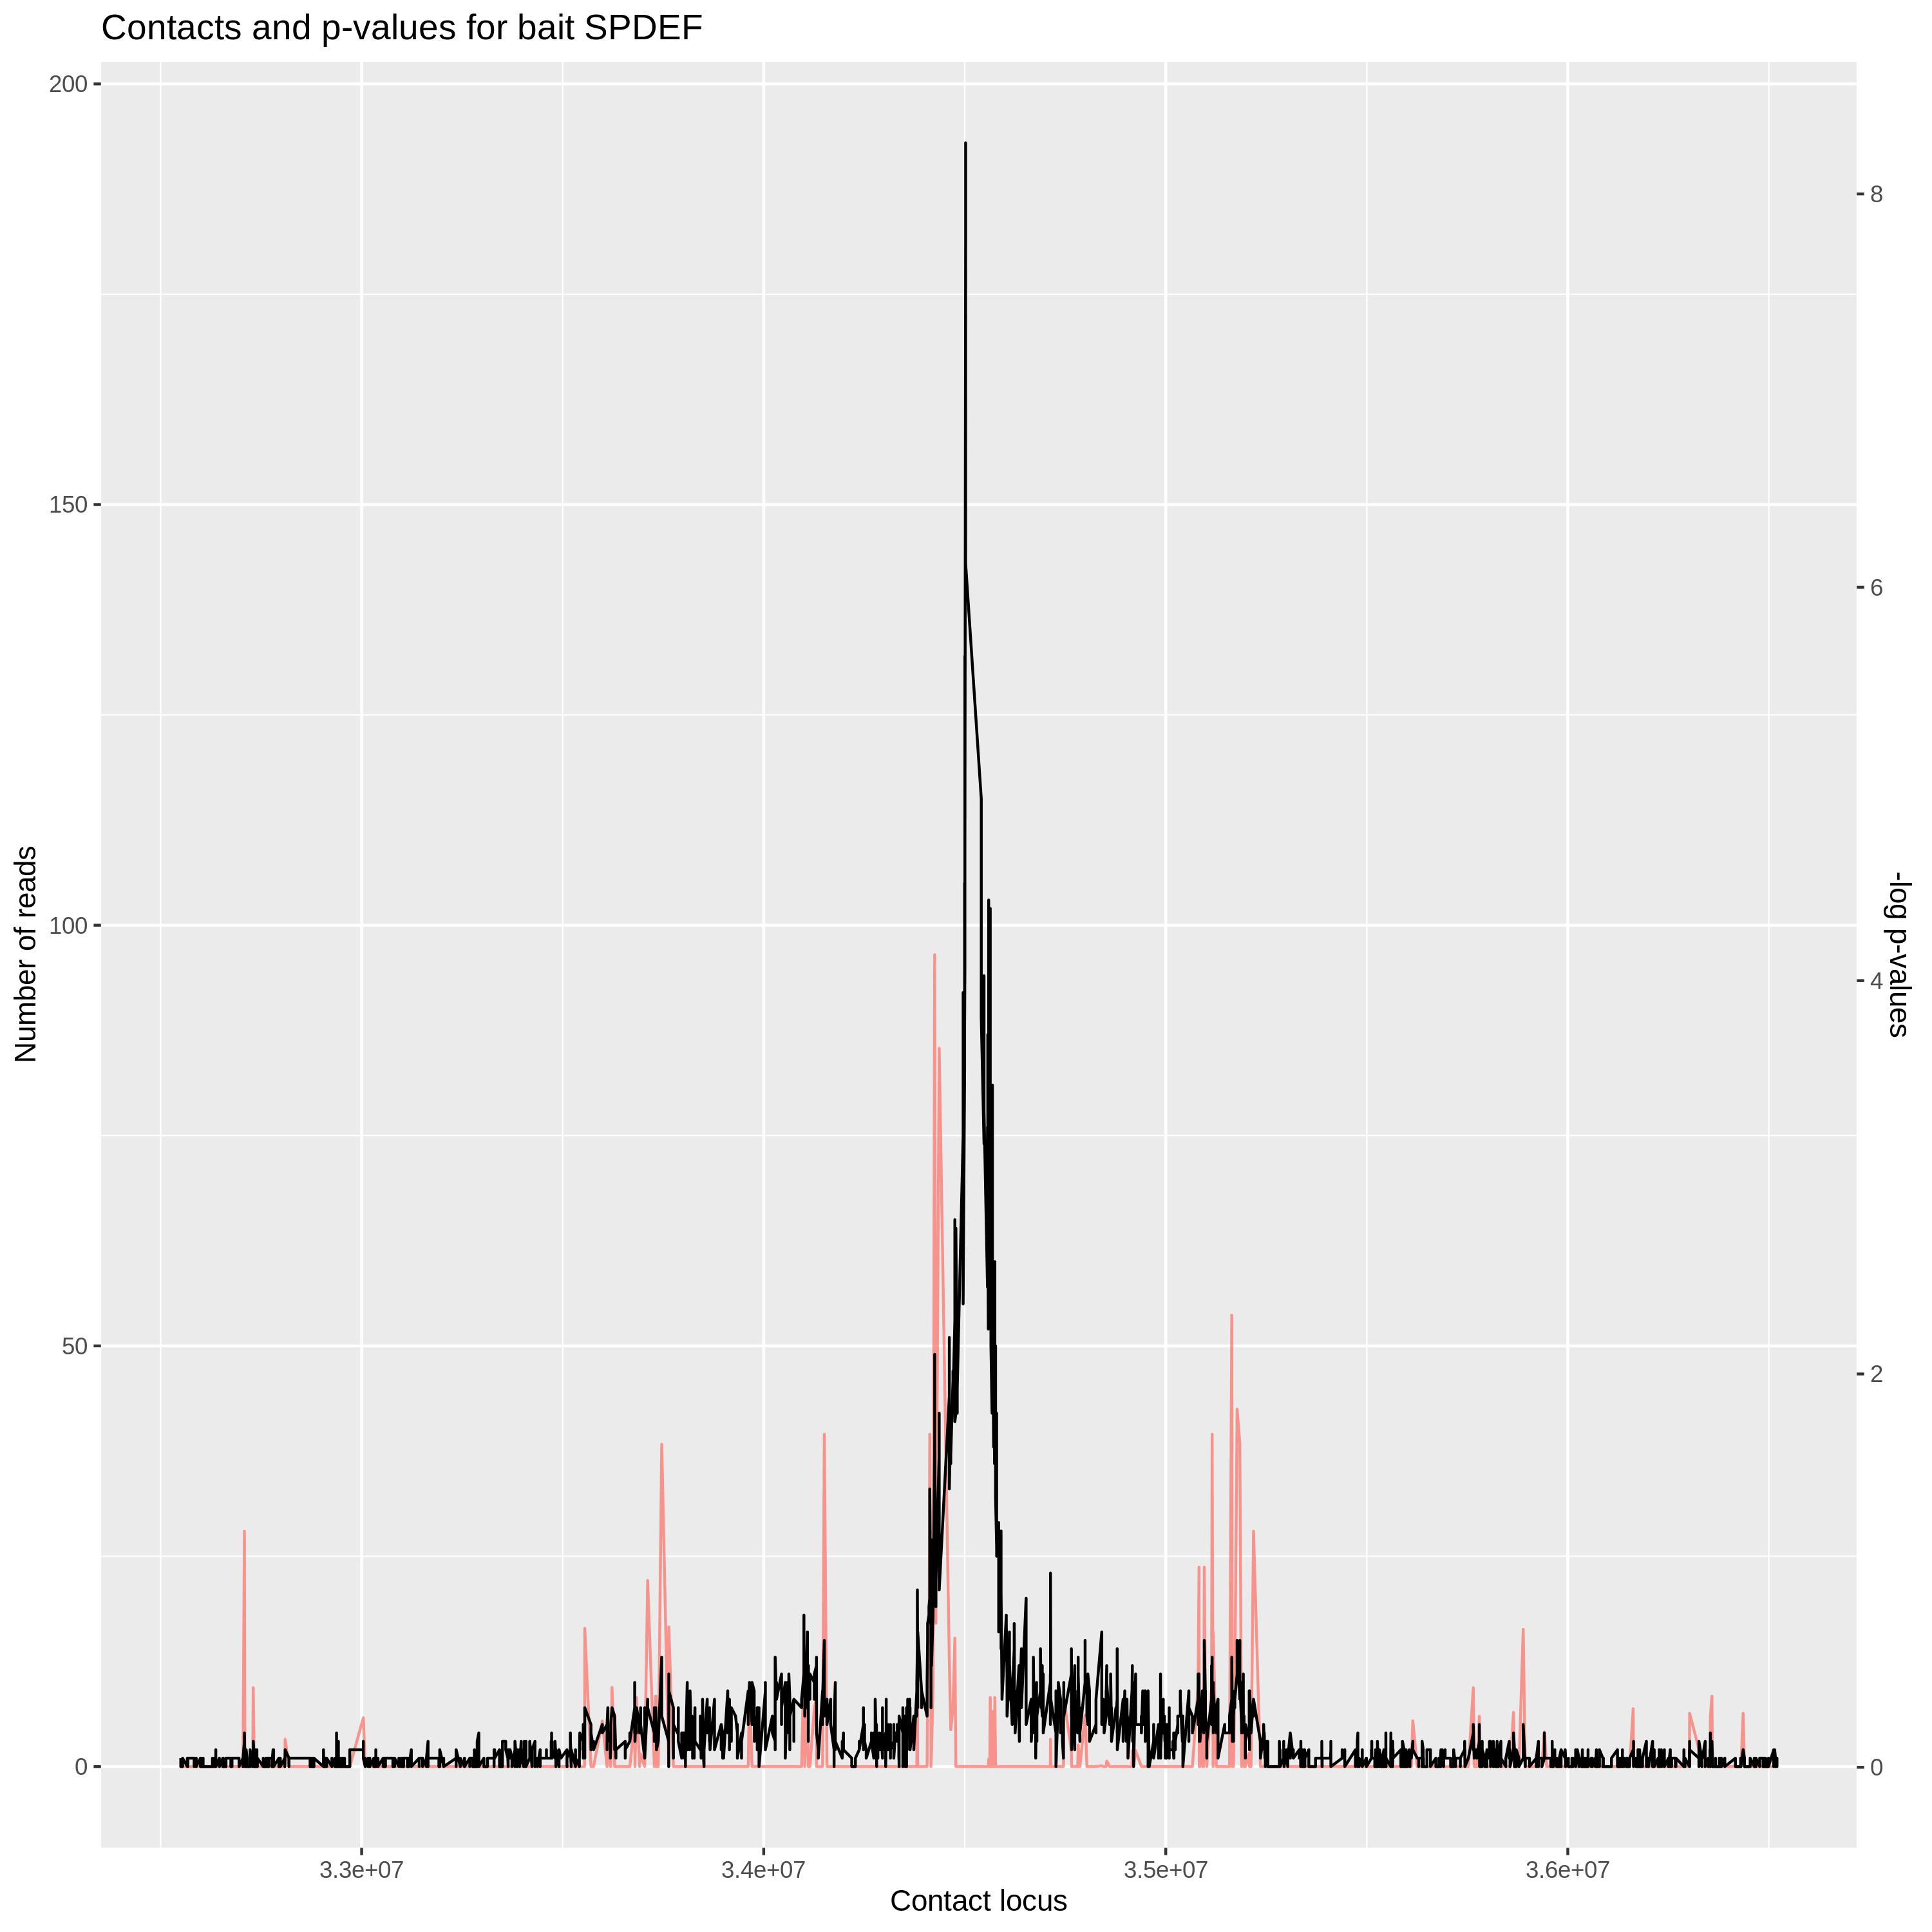 Contacts and p-values for bait SPDEF
200
150
100
50
0
Number of reads
8
6
4
2
0
-log p-values
3.3e+07
3.4e+07
3.5e+07
3.6e+07
Contact locus